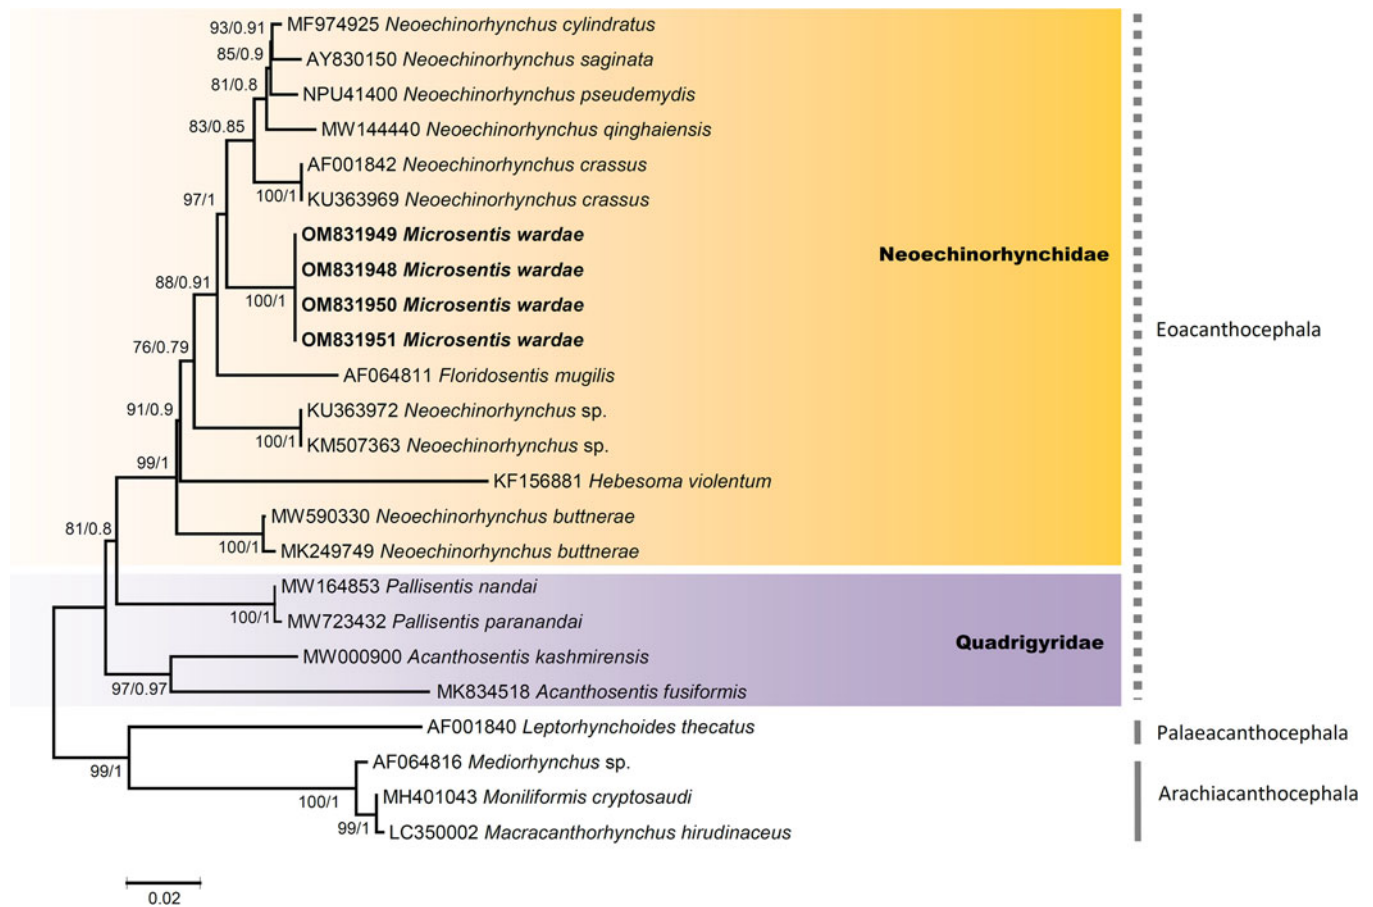 93/0.91
MF974925 Neoechinorhynchus cylindratus
85/0.9
AY830150 Neoechinorhynchus saginata
81/0.8
NPU41400 Neoechinorhynchus pseudemydis
83/0.85
MW144440 Neoechinorhynchus qinghaiensis
AF001842 Neoechinorhynchus crassus
100/1
KU363969 Neoechinorhynchus crassus
97/1
OM831949 Microsentis wardae
Neoechinorhynchidae
OM831948 Microsentis wardae
88/0.91
100/1
OM831950 Microsentis wardae
Eoacanthocephala
OM831951 Microsentis wardae
76/0.79
AF064811 Floridosentis mugilis
91/0.9
KU363972 Neoechinorhynchus sp.
100/1
KM507363 Neoechinorhynchus sp.
99/1
KF156881 Hebesoma violentum
MW590330 Neoechinorhynchus buttnerae
81/0.8
100/1
MK249749 Neoechinorhynchus buttnerae
MW164853 Pallisentis nandai
100/1
MW723432 Pallisentis paranandai
Quadrigyridae
MW000900 Acanthosentis kashmirensis
97/0.97
MK834518 Acanthosentis fusiformis
AF001840 Leptorhynchoides thecatus
Palaeacanthocephala
99/1
AF064816 Mediorhynchus sp.
100/1
MH401043 Moniliformis cryptosaudi
Arachiacanthocephala
99/1
LC350002 Macracanthorhynchus hirudinaceus
0.02